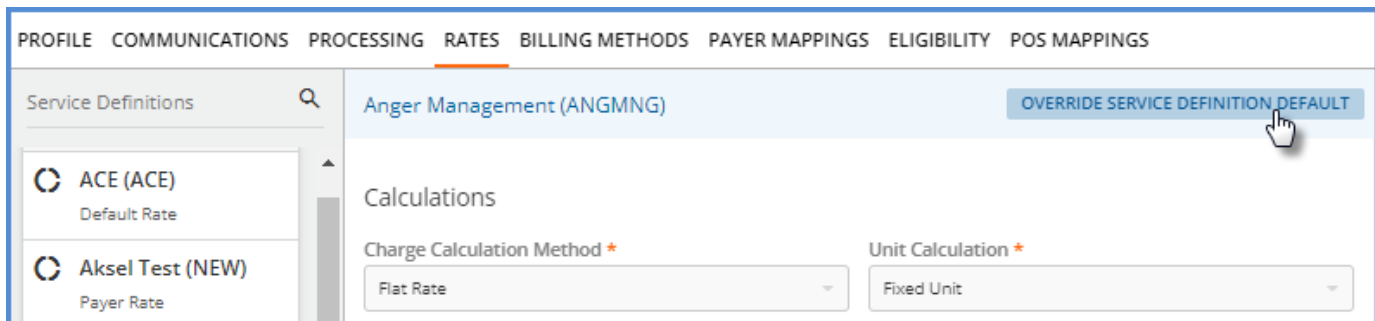 PROFILE COMMUNICATIONS PROCESSING RATES BILLING METHODS PAYER MAPPINGS ELIGIBILITY POS MAPPINGS
Service Definitions
ACE (ACE)
Default Rate
Aksel Test (NEW)
Payer Rate
Anger Management (ANGMNG)
OVERRIDE SERVICE DEFINITION DEFAULT
Calculations
Charge Calculation Method *
Flat Rate
Unit Calculation *
Fixed Unit